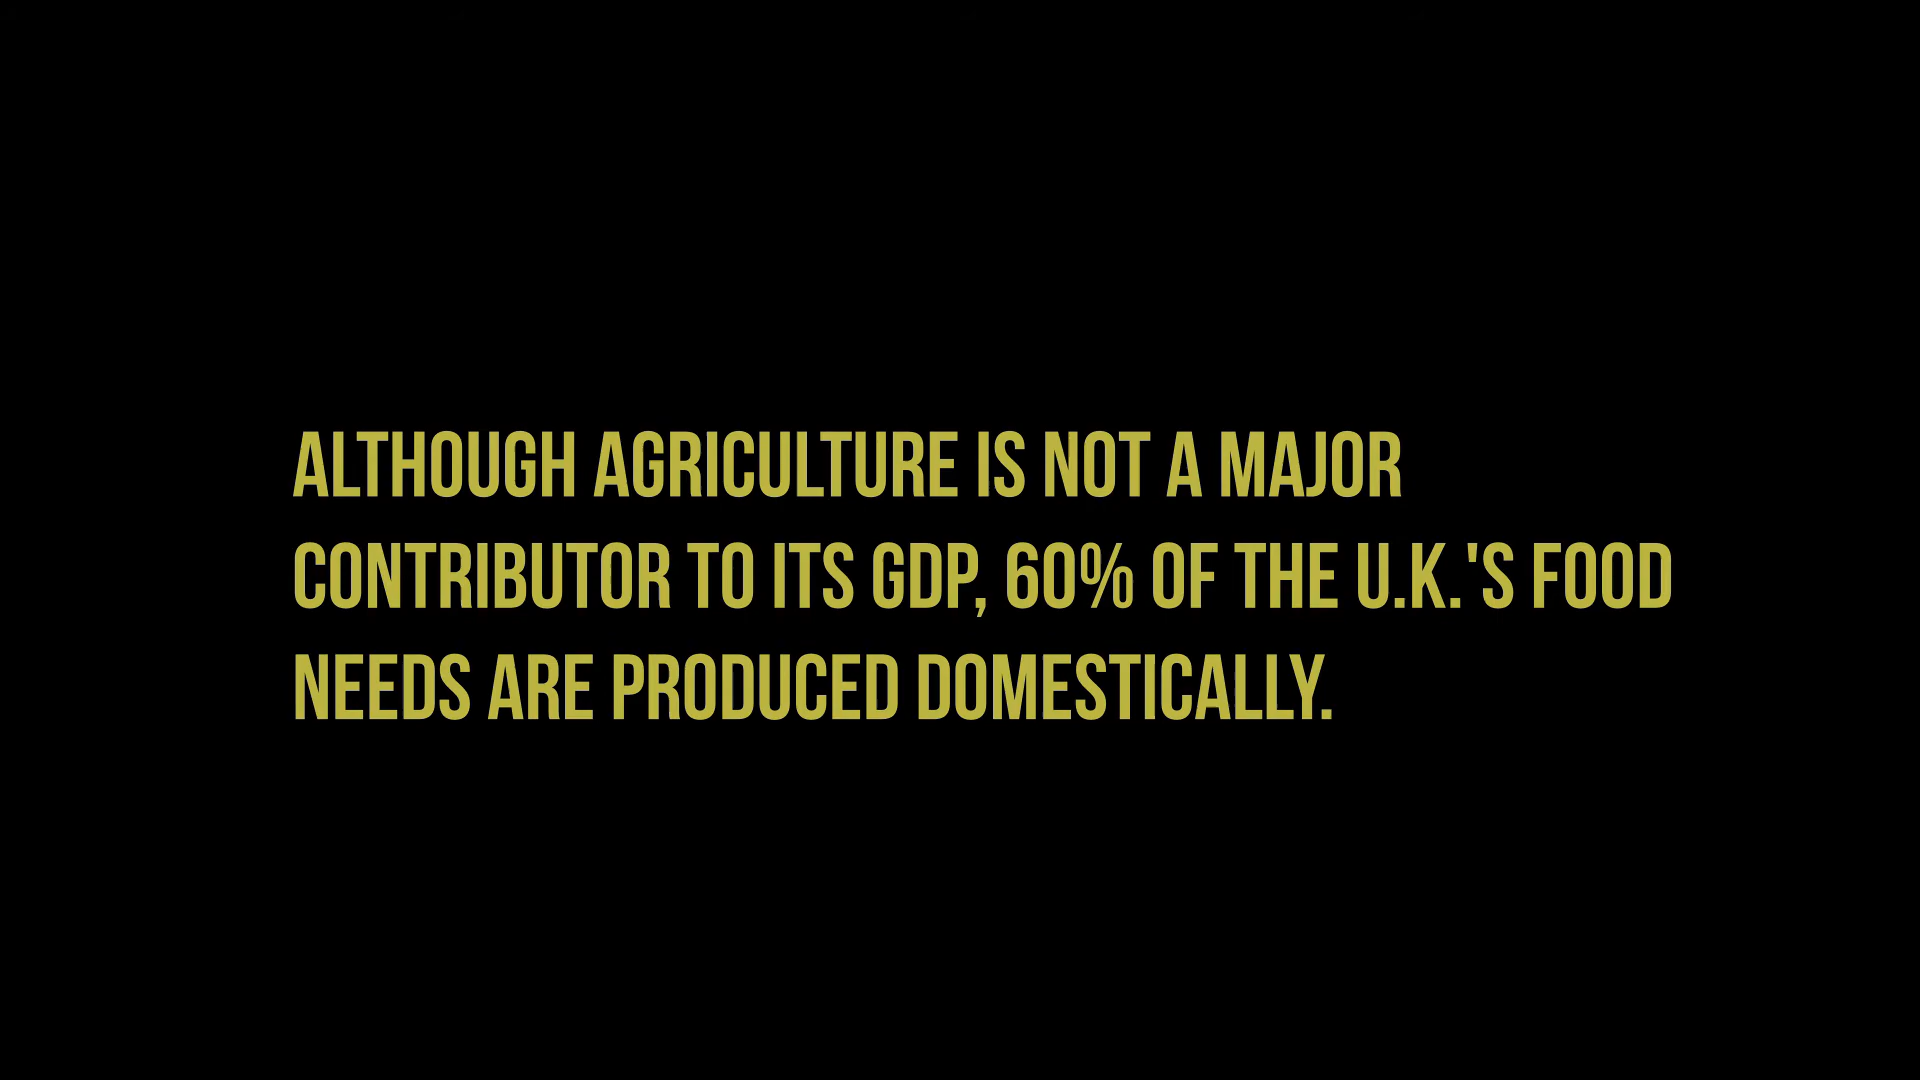 ALTHOUGH AGRICULTURE IS NOT A MAJOR
CONTRIBUTOR TO ITS GDP, 60% OF THE U.K.'S FOOD
NEEDS ARE PRODUCED DOMESTICALLY.